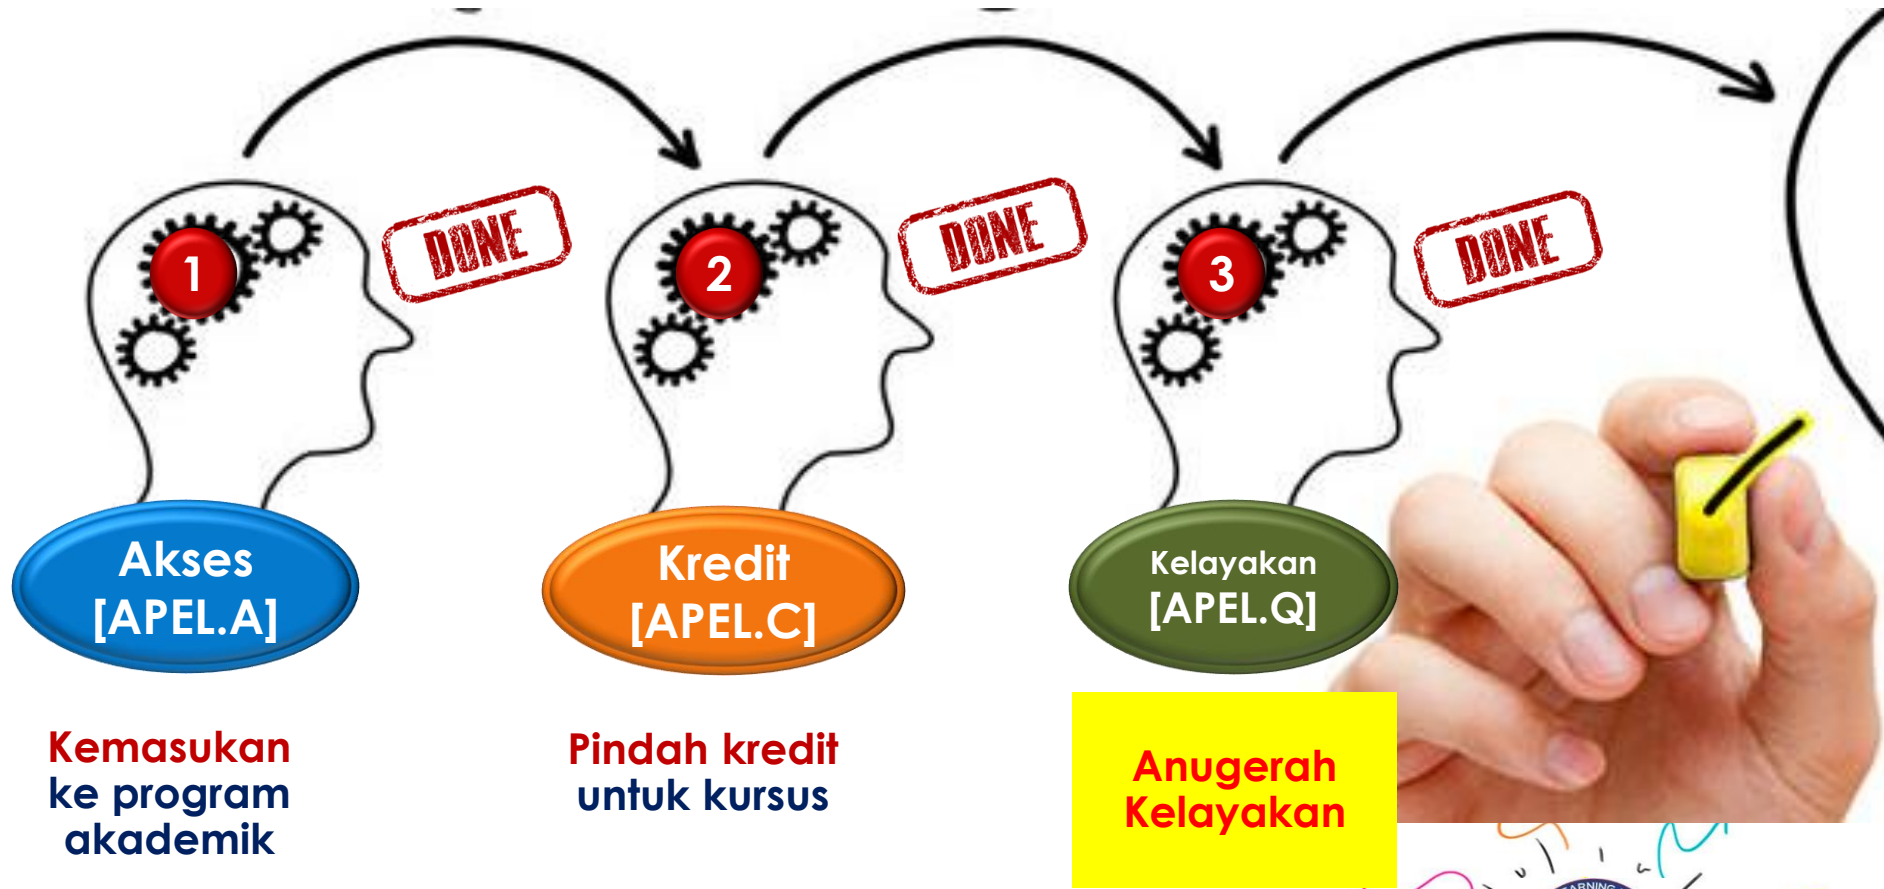 1
DONE
2
DONE
3
DONE
Akses
[APEL.A]
Kredit
[APEL.C]
Kelayakan
[APEL.Q]
Kemasukan
ke program
akademik
Pindah kredit
untuk kursus
Anugerah
Kelayakan